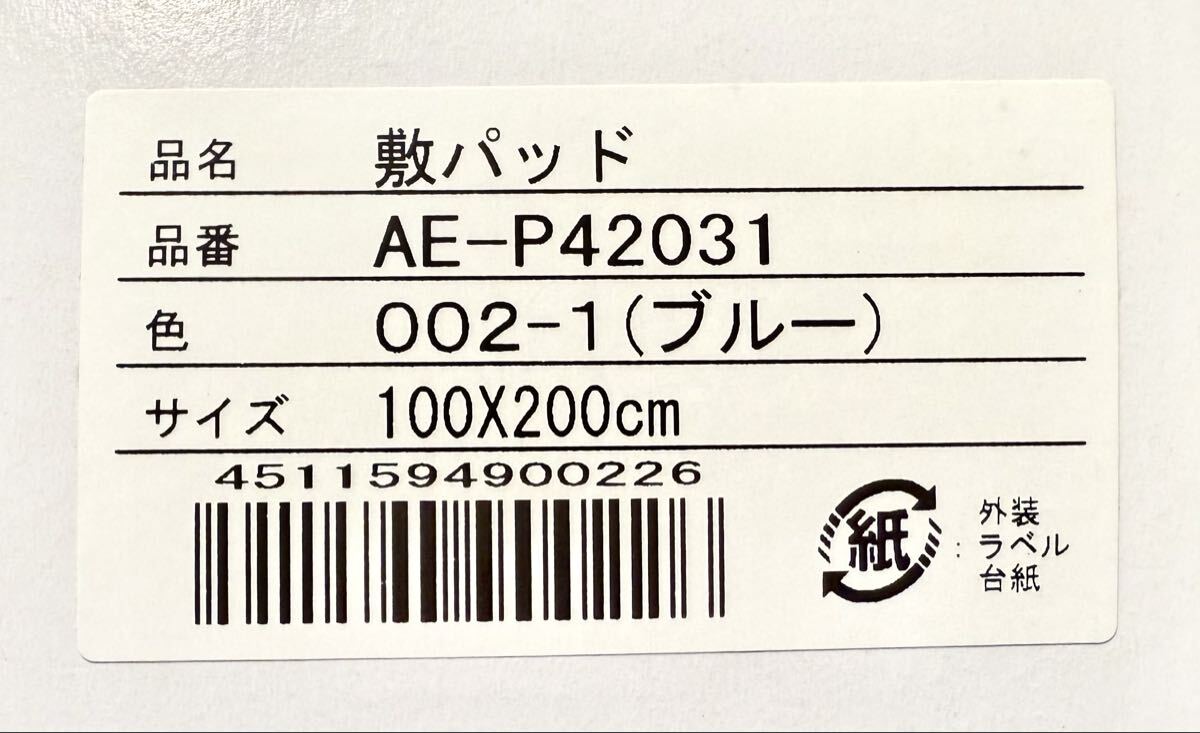 品名 敷パッド
品番 AE-P42031
色 002-1(ブルー)
サイズ 100X200cm
4511594900226
紙 : 外装
ラベル
台紙